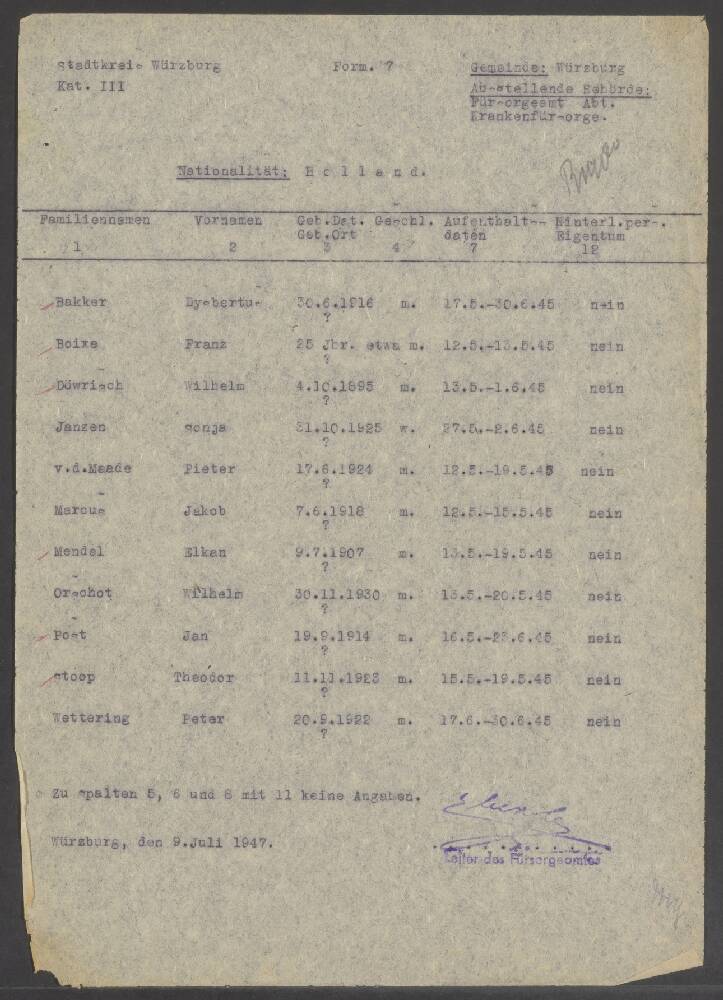 Stadtkreis Würzburg Form. 7 Gemeinde: Würzburg
Kat. III Ausstellende Behörde:
Fürsorgeamt Abt.
Krankenfürsorge.
Nationalität: Holland.
Familiennamen Vornamen Geb.Dat. Geschl. Aufenthalts- Hinterl.pers.
Geb.Ort daten Eigentum
1 2 3 4 7 12
Bakker Dysbertus 30.6.1916 m. 17.5.-30.6.45 nein
?
Boixe Franz 25 Jhr. etwa m. 12.5.-13.5.45 nein
?
Döwrisch Wilhelm 4.10.1895 m. 13.5.-1.6.45 nein
?
Janzen Sonja 31.10.1925 w. 27.5.-2.6.45 nein
?
v.d.Maade Pieter 17.6.1924 m. 12.5.-19.5.45 nein
?
Marcus Jakob 7.6.1918 m. 12.5.-15.5.45 nein
?
Mendel Elkan 9.7.1907 m. 13.5.-19.5.45 nein
?
Orschot Wilhelm 30.11.1930 m. 13.5.-20.5.45 nein
?
Post Jan 19.9.1914 m. 16.5.-23.6.45 nein
?
Stoop Theodor 11.11.1923 m. 15.5.-19.5.45 nein
?
Wettering Peter 20.9.1922 m. 17.6.-30.6.45 nein
?
Zu Spalten 5, 6 und 8 mit 11 keine Angaben.
Würzburg, den 9.Juli 1947.
Leiter des Fürsorgeamtes